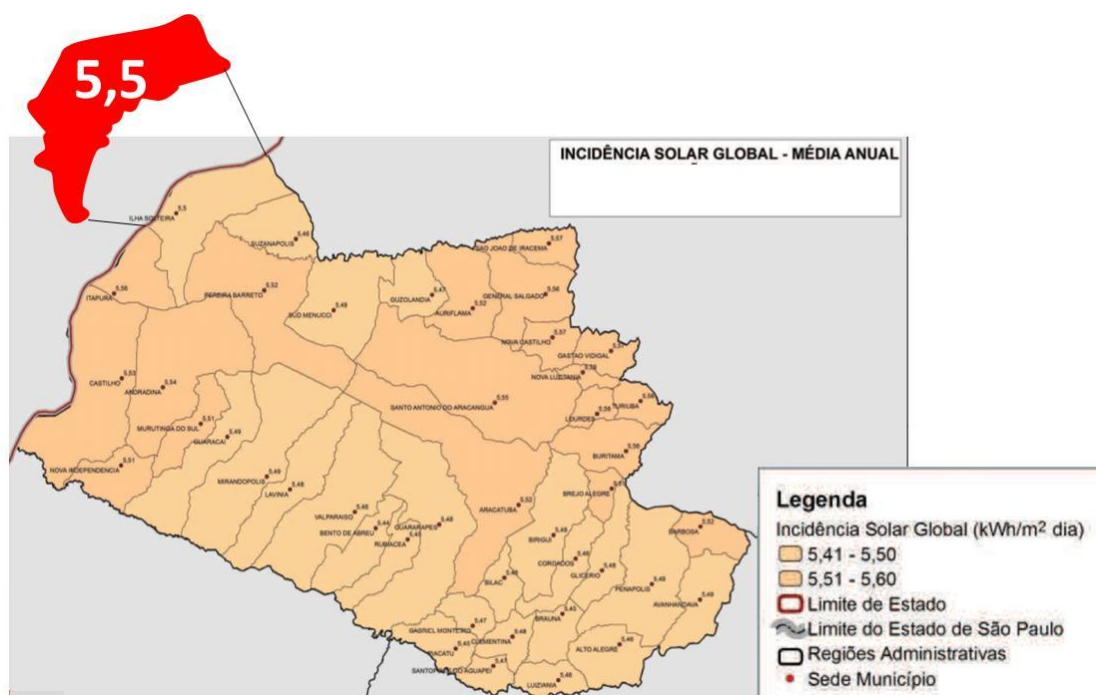 5,5
INCIDÊNCIA SOLAR GLOBAL - MÉDIA ANUAL
5,5
ILHA SOLTEIRA
5,46
SUZANAPOLIS
5,57
SAO JOAO DE IRACEMA
5,56
ITAPURA
5,52
PEREIRA BARRETO
5,49
SUD MENUCCI
5,47
GUZOLANDIA
5,52
AURIFLAMA
5,56
GENERAL SALGADO
5,57
NOVA CASTILHO
GASTAO VIDIGAL
NOVA LUZITANIA
5,53
CASTILHO
5,54
ANDRADINA
5,55
SANTO ANTONIO DO ARACANGUA
5,56
TURIUBA
LOURDES
5,51
MURUTINGA DO SUL
5,49
GUARACAI
5,56
BURITAMA
5,51
NOVA INDEPENDENCIA
5,49
MIRANDOPOLIS
5,48
LAVINIA
BREJO ALEGRE
VALPARAISO
5,44
BENTO DE ABREU
RUBIACEA
5,48
GUARARAPES
5,52
ARACATUBA
5,48
BIRIGUI
5,52
BARBOSA
COROADOS
5,48
GLICERIO
BILAC
5,49
PENAPOLIS
5,49
AVANHANDAVA
BRAUNA
5,47
GABRIEL MONTEIRO
5,48
CLEMENTINA
ALTO ALEGRE
5,47
LUIZIANIA
Legenda
Incidência Solar Global (kWh/m² dia)
5,41 - 5,50
5,51 - 5,60
Limite de Estado
Limite do Estado de São Paulo
Regiões Administrativas
Sede Município